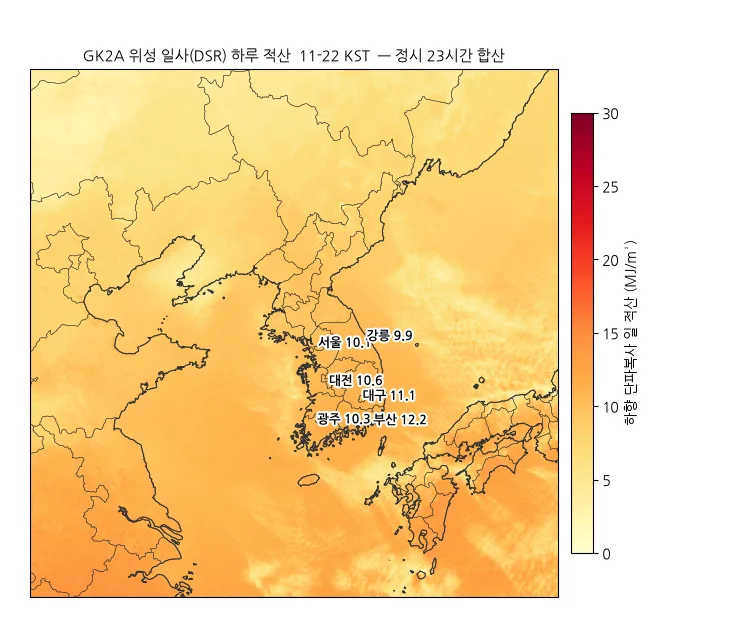 GK2A 위성 일사(DSR) 하루 적산 11-22 KST — 정시 23시간 합산
30
25
20
15
10
5
0
하향 단파복사 일 적산 (MJ/m²)
강릉 9.9
서울 10.1
대전 10.6
대구 11.1
광주 10.3
부산 12.2